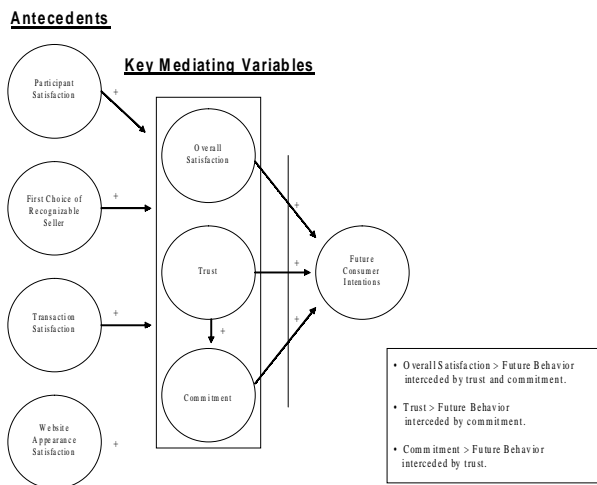 Antecedents
Key Mediating Variables
Participant
Satisfaction
+
Overall
Satisfaction
First Choice of
Recognizable
Seller
+
+
Trust
+
Future
Consumer
Intentions
Transaction
Satisfaction
+
+
+
Commitment
Website
Appearance
Satisfaction
+
• Overall Satisfaction > Future Behavior
interceded by trust and commitment.
• Trust > Future Behavior
interceded by commitment.
• Commitment > Future Behavior
interceded by trust.